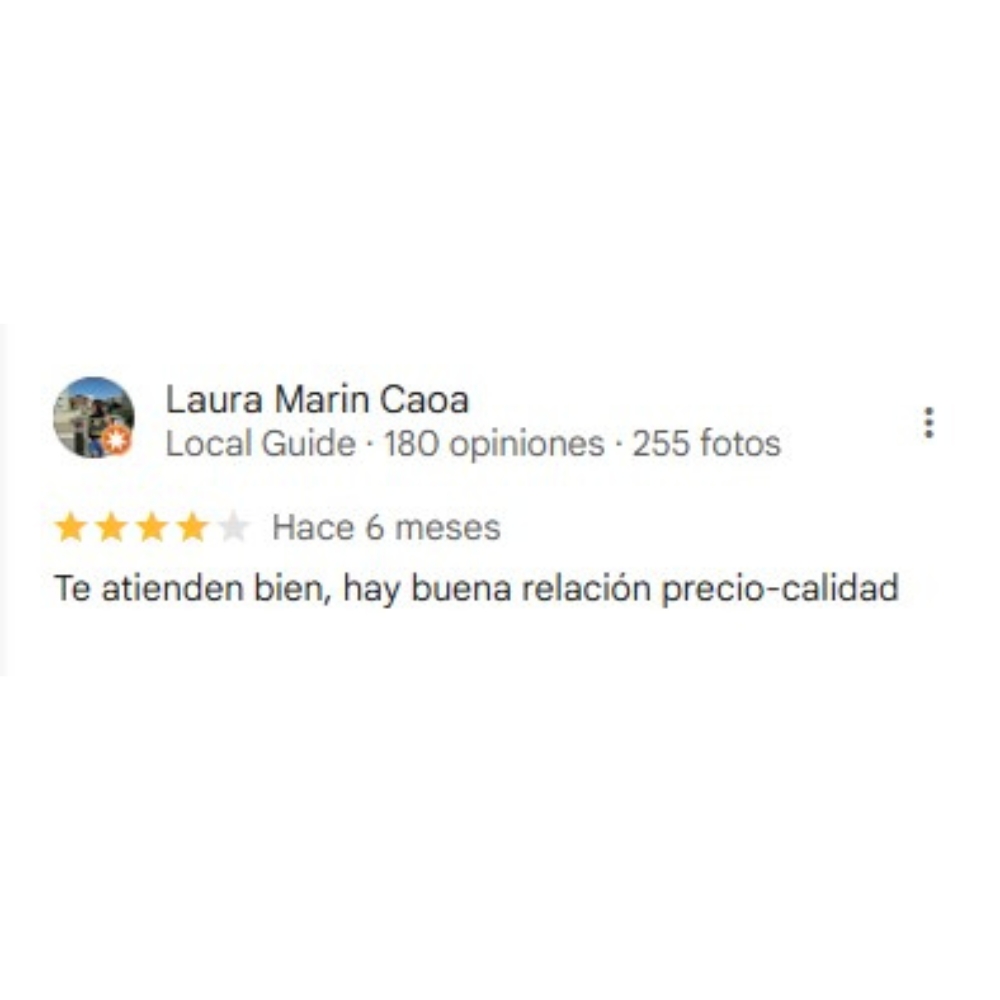 Laura Marin Caoa
Local Guide · 180 opiniones · 255 fotos
Hace 6 meses
Te atienden bien, hay buena relación precio-calidad